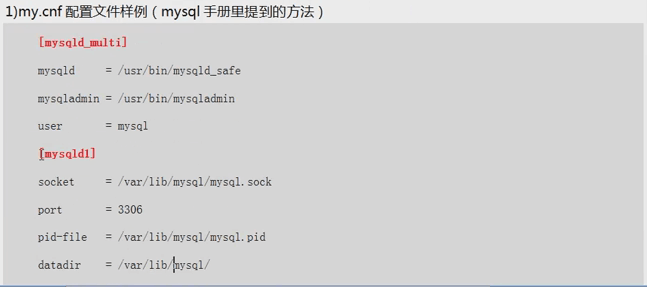 1)my.cnf 配置文件样例（mysql 手册里提到的方法）
[mysqld_multi]
mysqld = /usr/bin/mysqld_safe
mysqladmin = /usr/bin/mysqladmin
user = mysql
[mysqld1]
socket = /var/lib/mysql/mysql.sock
port = 3306
pid-file = /var/lib/mysql/mysql.pid
datadir = /var/lib/mysql/